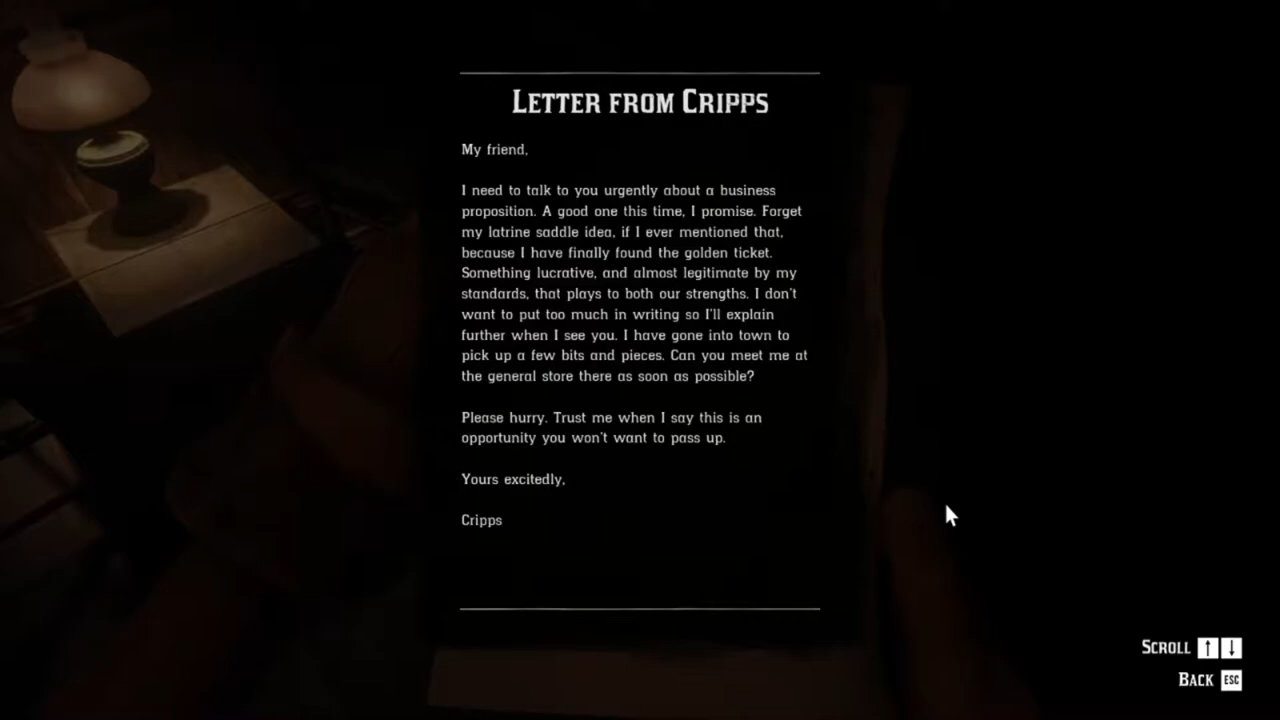 Letter from Cripps
My friend,
I need to talk to you urgently about a business
proposition. A good one this time, I promise. Forget
my latrine saddle idea, if I ever mentioned that,
because I have finally found the golden ticket.
Something lucrative, and almost legitimate by my
standards, that plays to both our strengths. I don't
want to put too much in writing so I'll explain
further when I see you. I have gone into town to
pick up a few bits and pieces. Can you meet me at
the general store there as soon as possible?
Please hurry. Trust me when I say this is an
opportunity you won't want to pass up.
Yours excitedly,
Cripps
Scroll ↑ ↓
Back ESC